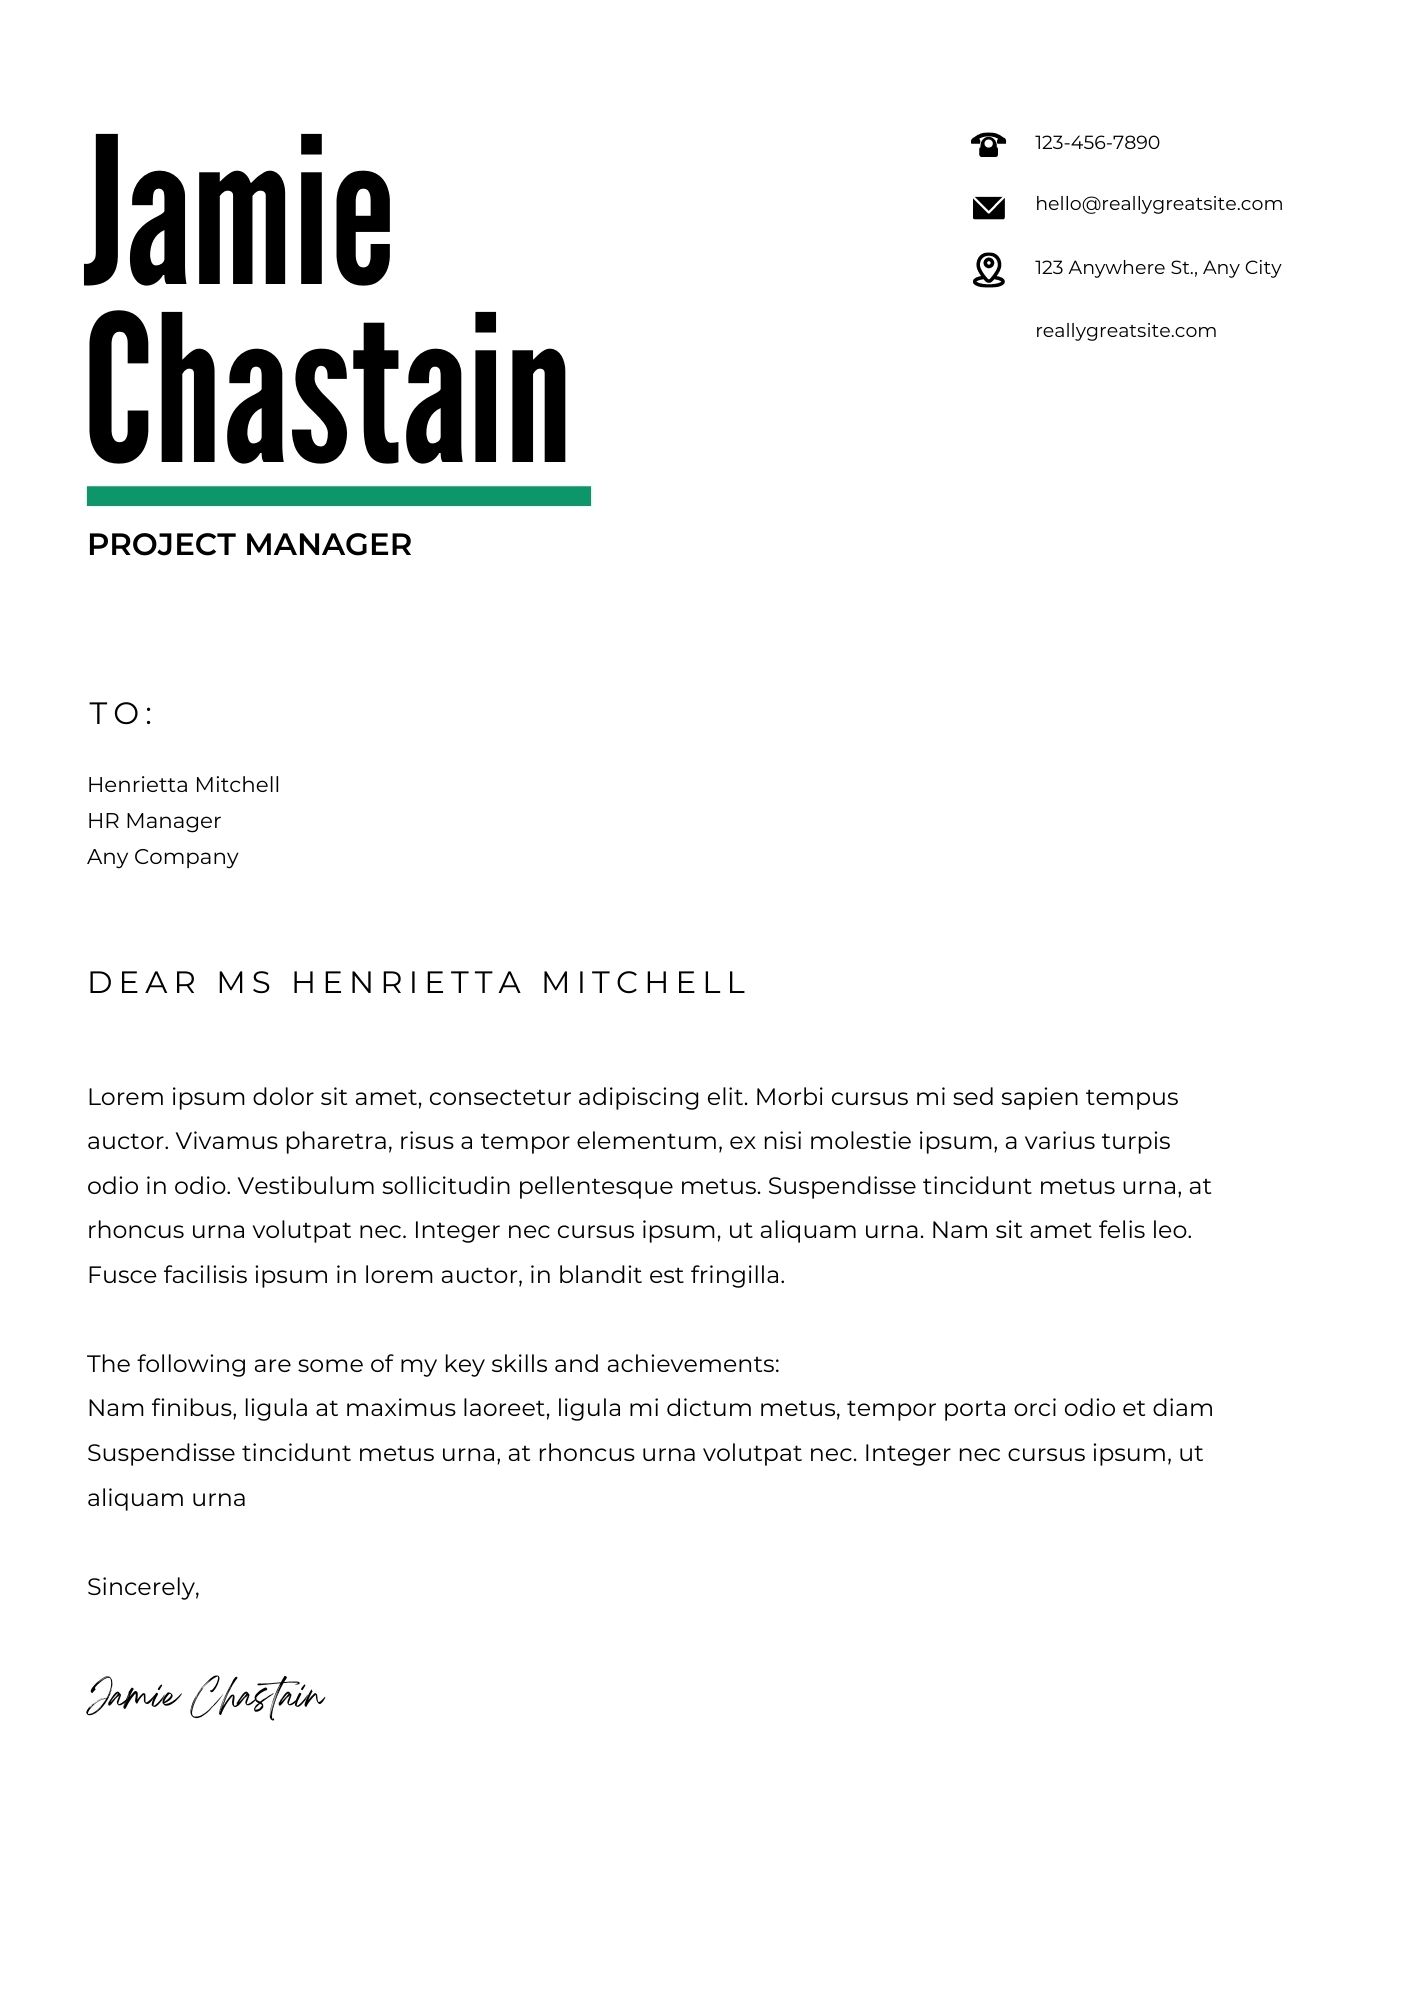 Jamie
Chastain
PROJECT MANAGER
123-456-7890
hello@reallygreatsite.com
123 Anywhere St., Any City
reallygreatsite.com
TO:
Henrietta Mitchell
HR Manager
Any Company
DEAR MS HENRIETTA MITCHELL
Lorem ipsum dolor sit amet, consectetur adipiscing elit. Morbi cursus mi sed sapien tempus
auctor. Vivamus pharetra, risus a tempor elementum, ex nisi molestie ipsum, a varius turpis
odio in odio. Vestibulum sollicitudin pellentesque metus. Suspendisse tincidunt metus urna, at
rhoncus urna volutpat nec. Integer nec cursus ipsum, ut aliquam urna. Nam sit amet felis leo.
Fusce facilisis ipsum in lorem auctor, in blandit est fringilla.
The following are some of my key skills and achievements:
Nam finibus, ligula at maximus laoreet, ligula mi dictum metus, tempor porta orci odio et diam
Suspendisse tincidunt metus urna, at rhoncus urna volutpat nec. Integer nec cursus ipsum, ut
aliquam urna
Sincerely,
Jamie Chastain